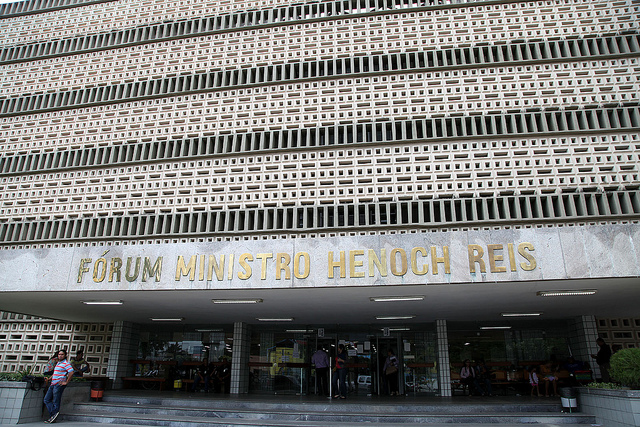 FÓRUM MINISTRO HENOCH REIS